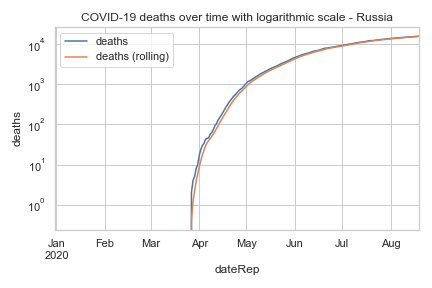 COVID-19 deaths over time with logarithmic scale - Russia
deaths
deaths (rolling)
10⁴
10³
10²
10¹
10⁰
deaths
Jan Feb Mar Apr May Jun Jul Aug
2020
dateRep